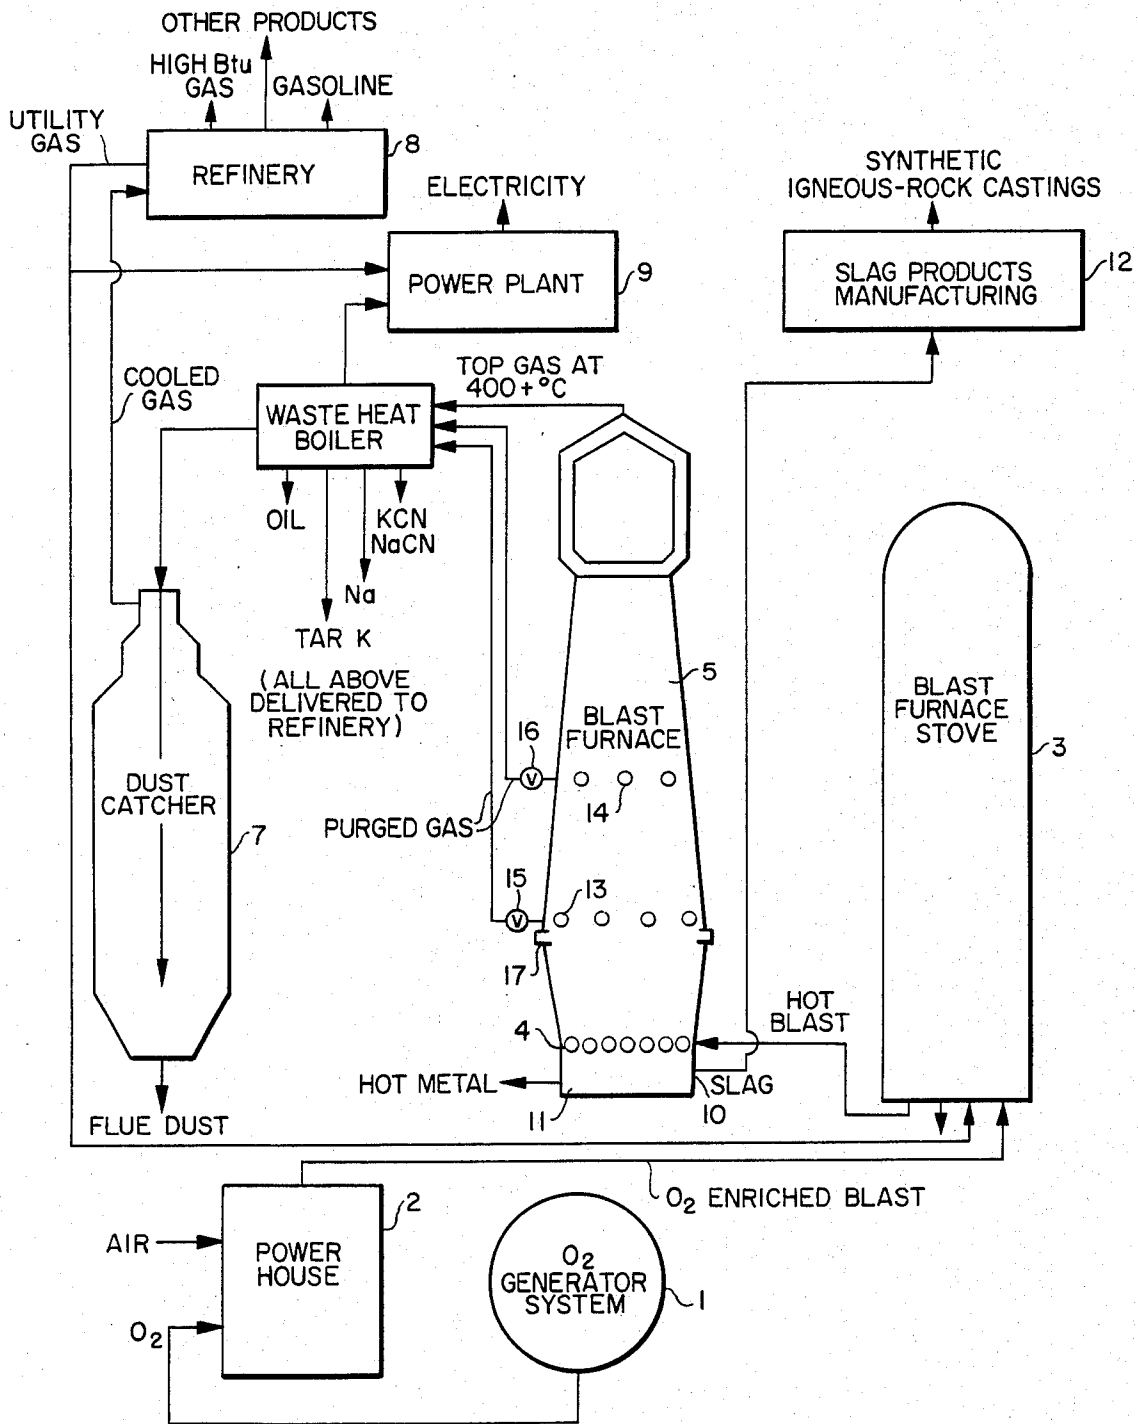 OTHER PRODUCTS
HIGH Btu
GAS
GASOLINE
UTILITY
GAS
8
REFINERY
SYNTHETIC
IGNEOUS-ROCK CASTINGS
ELECTRICITY
POWER PLANT
9
SLAG PRODUCTS
MANUFACTURING
12
TOP GAS AT
400+°C
COOLED
GAS
WASTE HEAT
BOILER
OIL
KCN
NaCN
Na
TAR K
(ALL ABOVE
DELIVERED TO
REFINERY)
5
BLAST
FURNACE
BLAST
FURNACE
STOVE
3
16
V
14
DUST
CATCHER
7
PURGED GAS
15
V
13
17
4
HOT
BLAST
HOT METAL
11
SLAG
10
FLUE DUST
O2 ENRICHED BLAST
2
AIR
POWER
HOUSE
O2
O2
GENERATOR
SYSTEM
1